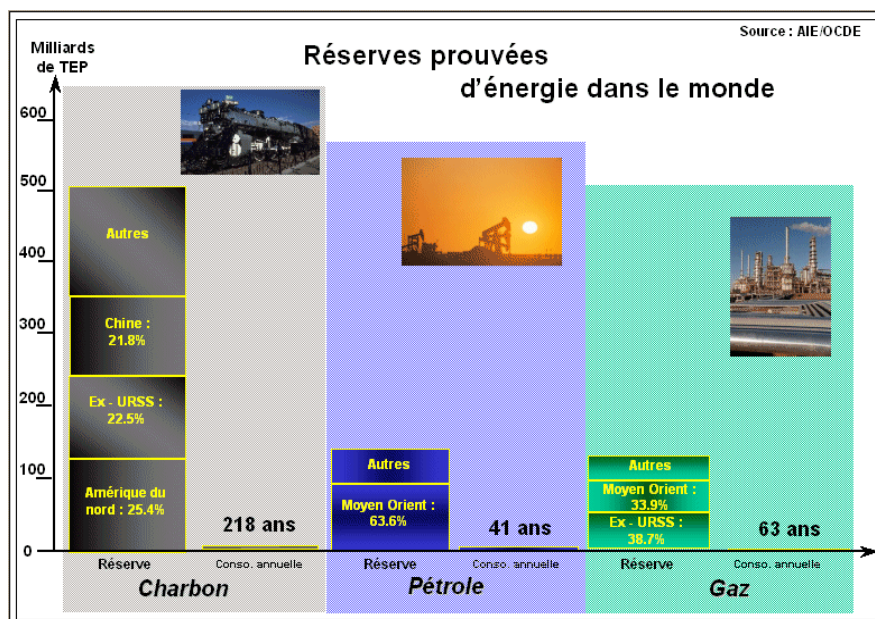 Source : AIE/OCDE
Milliards
de TEP
Réserves prouvées
d'énergie dans le monde
600
500
400
300
200
100
0
Autres
Chine :
21.8%
Ex - URSS :
22.5%
Amérique du
nord : 25.4%
218 ans
Réserve
Conso. annuelle
Charbon
Autres
Moyen Orient :
63.6%
41 ans
Réserve
Conso. annuelle
Pétrole
Autres
Moyen Orient :
33.9%
Ex - URSS :
38.7%
63 ans
Réserve
Conso. annuelle
Gaz